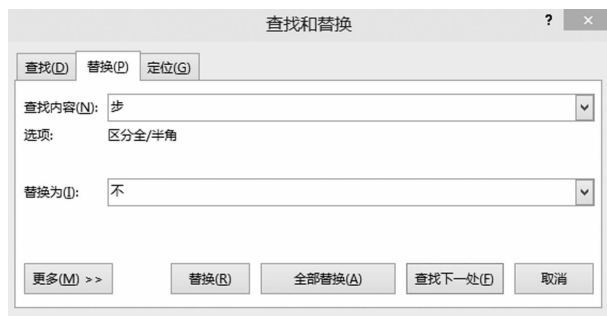 查找和替换 ? ×
查找(D) 替换(P) 定位(G)
查找内容(N): 步
选项: 区分全/半角
替换为(I): 不
更多(M) >> 替换(R) 全部替换(A) 查找下一处(F) 取消